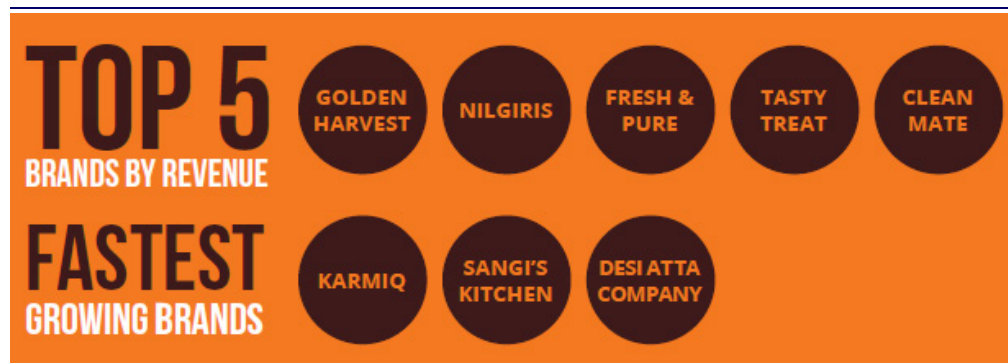 TOP 5
BRANDS BY REVENUE
GOLDEN
HARVEST
NILGIRIS
FRESH &
PURE
TASTY
TREAT
CLEAN
MATE
FASTEST
GROWING BRANDS
KARMIQ
SANGI'S
KITCHEN
DESI ATTA
COMPANY